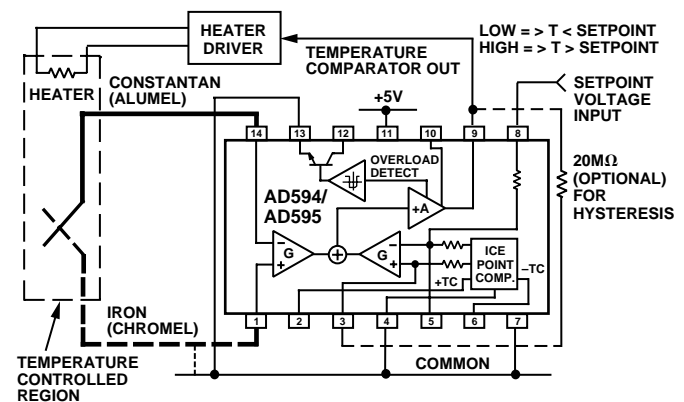 HEATER
DRIVER
LOW = > T < SETPOINT
HIGH = > T > SETPOINT
TEMPERATURE
COMPARATOR OUT
HEATER
CONSTANTAN
(ALUMEL)
SETPOINT
VOLTAGE
INPUT
+5V
14
13
12
11
10
9
8
20MΩ
(OPTIONAL)
FOR
HYSTERESIS
OVERLOAD
DETECT
AD594/
AD595
+A
–
G
+
–
G
+
ICE
POINT
COMP.
–TC
+TC
IRON
(CHROMEL)
1
2
3
4
5
6
7
COMMON
TEMPERATURE
CONTROLLED
REGION